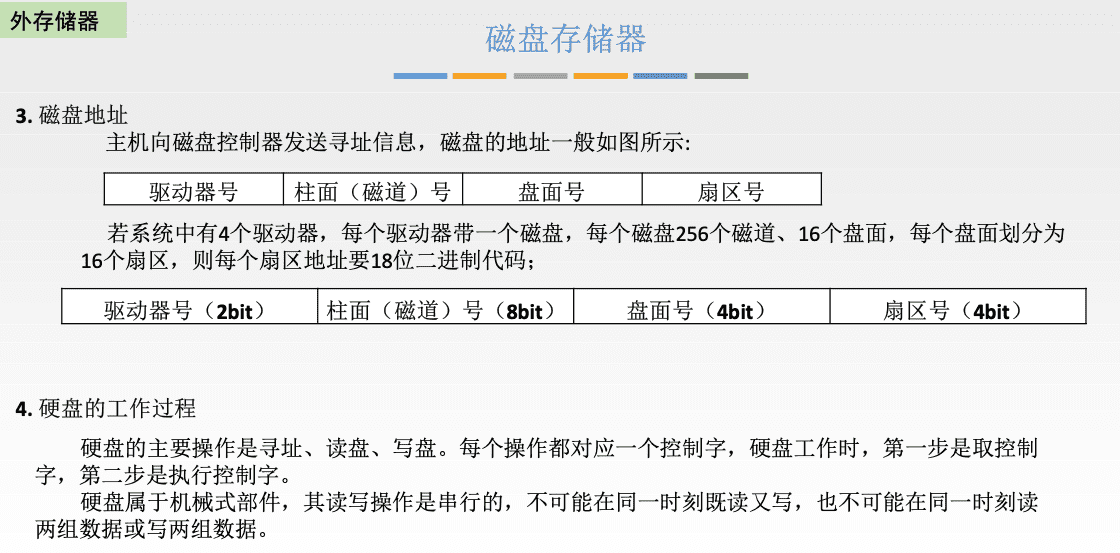 外存储器
磁盘存储器
3. 磁盘地址
主机向磁盘控制器发送寻址信息，磁盘的地址一般如图所示:
驱动器号 柱面（磁道）号 盘面号 扇区号
若系统中有4个驱动器，每个驱动器带一个磁盘，每个磁盘256个磁道、16个盘面，每个盘面划分为
16个扇区，则每个扇区地址要18位二进制代码；
驱动器号（2bit） 柱面（磁道）号（8bit） 盘面号（4bit） 扇区号（4bit）
4. 硬盘的工作过程
硬盘的主要操作是寻址、读盘、写盘。每个操作都对应一个控制字，硬盘工作时，第一步是取控制
字，第二步是执行控制字。
硬盘属于机械式部件，其读写操作是串行的，不可能在同一时刻既读又写，也不可能在同一时刻读
两组数据或写两组数据。